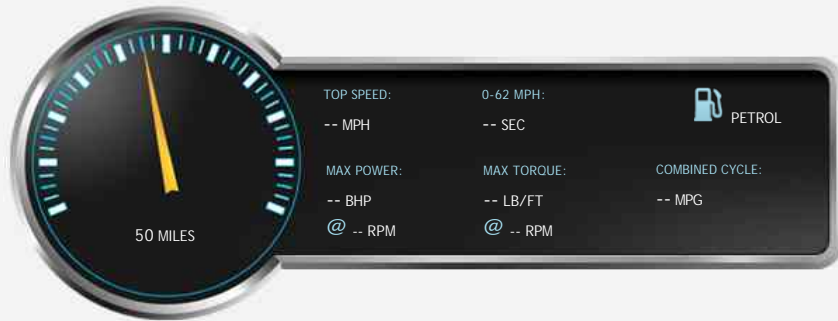 50 MILES
TOP SPEED:
-- MPH
0-62 MPH:
-- SEC
PETROL
MAX POWER:
-- BHP
@ -- RPM
MAX TORQUE:
-- LB/FT
@ -- RPM
COMBINED CYCLE:
-- MPG